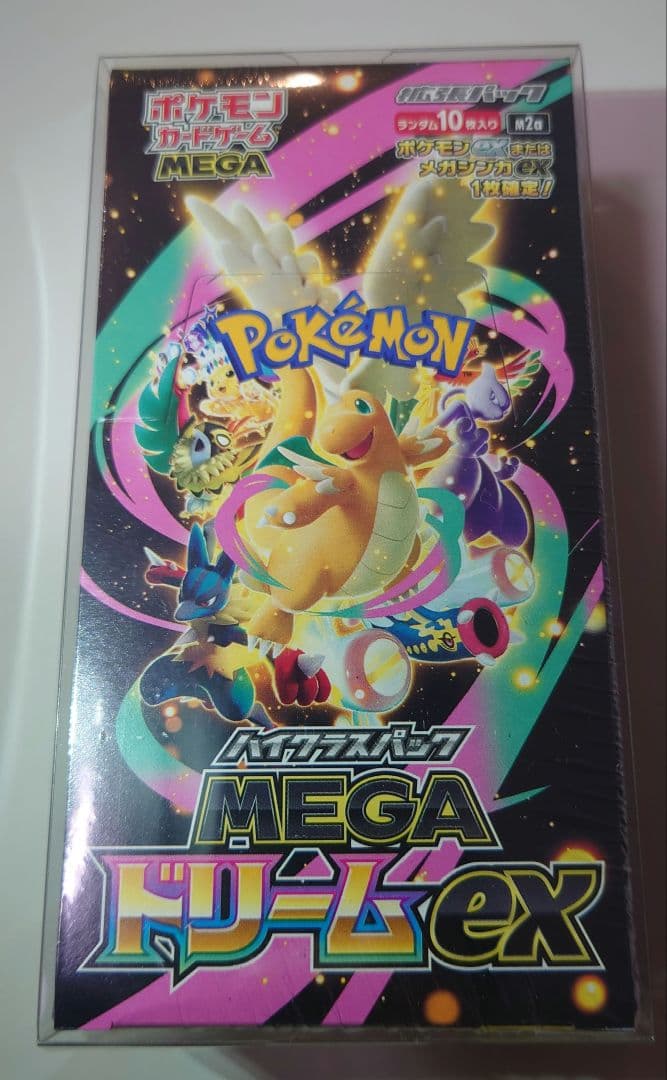 ポケモン
カードゲーム
MEGA
拡張パック
ランダム10枚入り M2a
ポケモンexまたは
メガシンカex
1枚確定!
POKéMON
TM
ハイクラスパック
MEGA
ドリームex